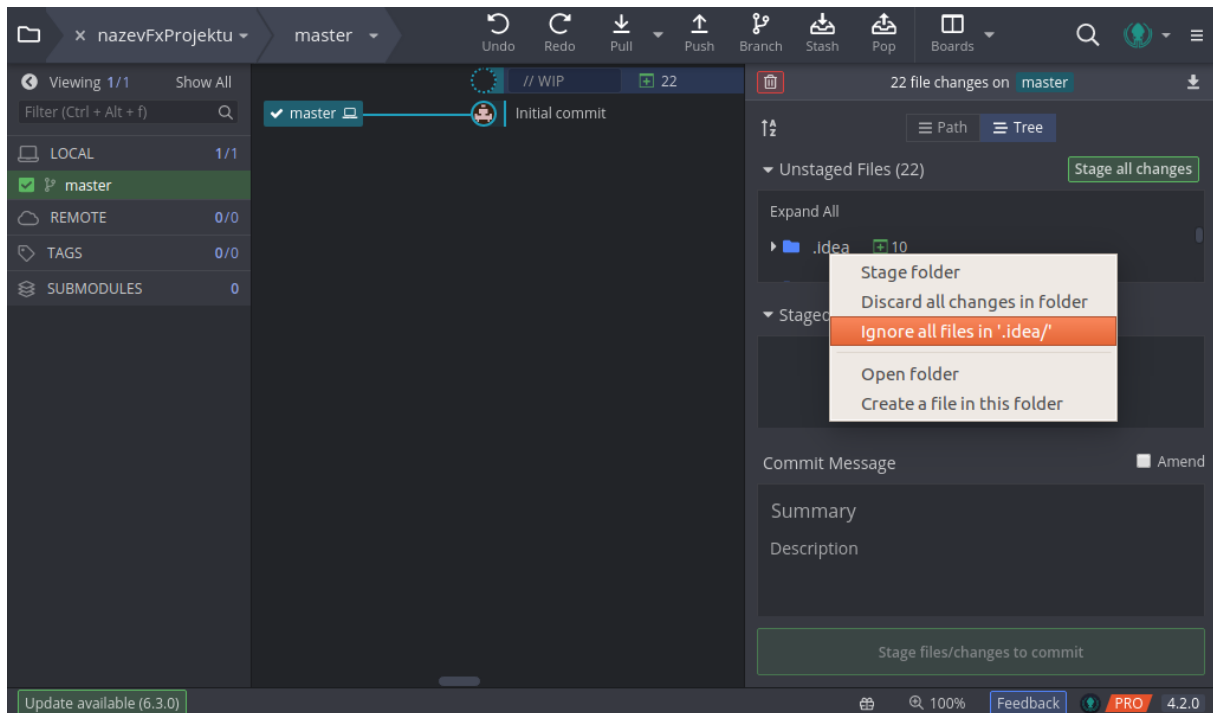 nazevFxProjektu
master
Undo
Redo
Pull
Push
Branch
Stash
Pop
Boards
Viewing 1/1 Show All
Filter (Ctrl + Alt + f)
LOCAL 1/1
master
REMOTE 0/0
TAGS 0/0
SUBMODULES 0
// WIP 22
master Initial commit
22 file changes on master
Path Tree
Unstaged Files (22) Stage all changes
Expand All
.idea 10
Stage folder
Discard all changes in folder
Ignore all files in '.idea/'
Open folder
Create a file in this folder
Staged
Commit Message Amend
Summary
Description
Stage files/changes to commit
Update available (6.3.0) 100% Feedback PRO 4.2.0